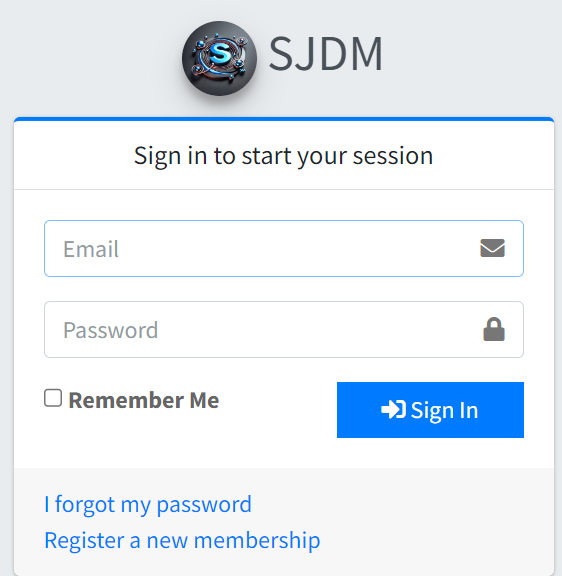 S
SJDM
Sign in to start your session
Email
Password
Remember Me
Sign In
I forgot my password
Register a new membership